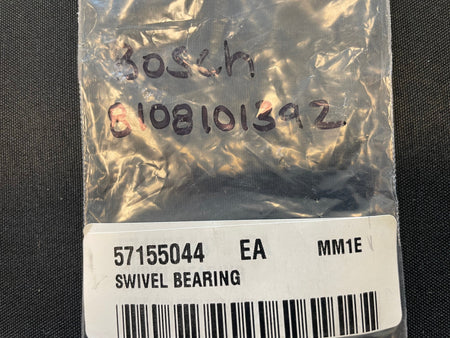 Bosch
8108101392
57155044 EA MM1E
SWIVEL BEARING